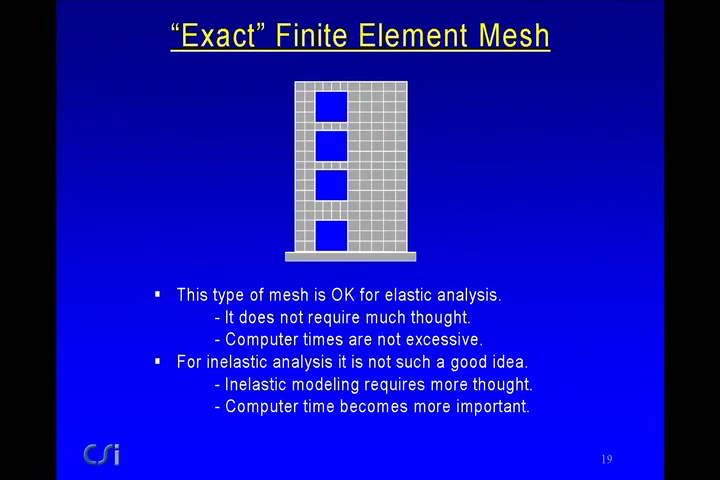 “Exact” Finite Element Mesh
▪ This type of mesh is OK for elastic analysis.
- It does not require much thought.
- Computer times are not excessive.
▪ For inelastic analysis it is not such a good idea.
- Inelastic modeling requires more thought.
- Computer time becomes more important.
CSi
19